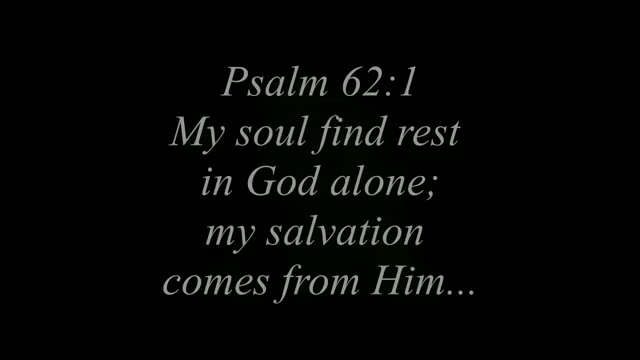 Psalm 62:1
My soul find rest
in God alone;
my salvation
comes from Him...